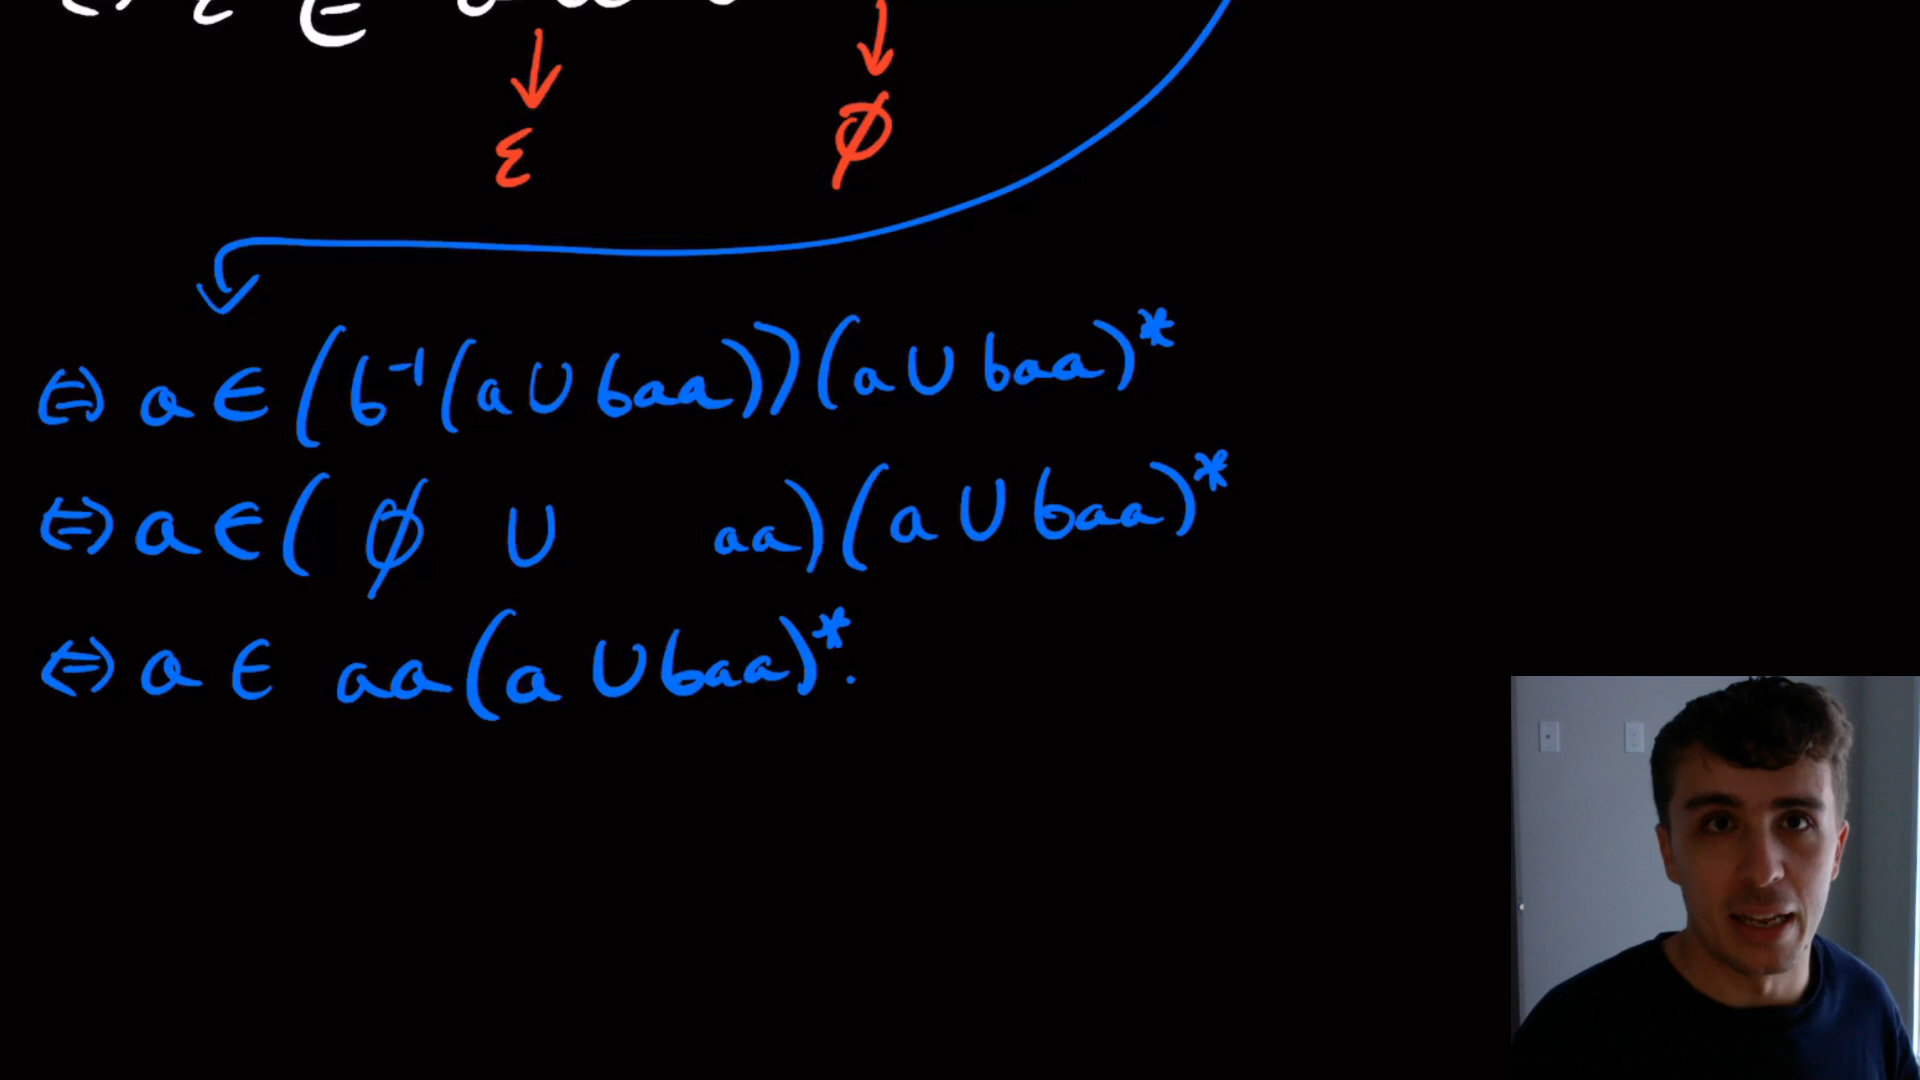 ∈
ε ∅
⇔ a ∈ (b⁻¹(a ∪ baa))(a ∪ baa)*
⇔ a ∈ ( ∅ ∪ aa)(a ∪ baa)*
⇔ a ∈ aa(a ∪ baa)*.